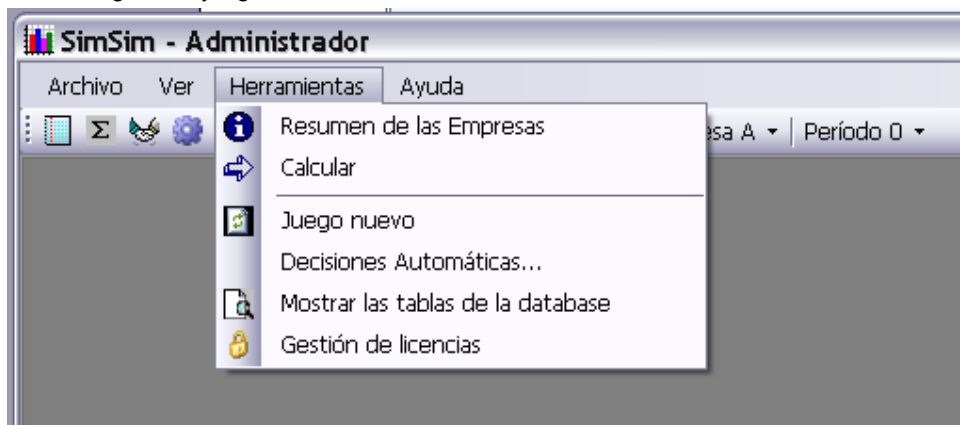 SimSim - Administrador
Archivo Ver Herramientas Ayuda
Σ A Período 0
Resumen de las Empresas
Calcular
Juego nuevo
Decisiones Automáticas...
Mostrar las tablas de la database
Gestión de licencias